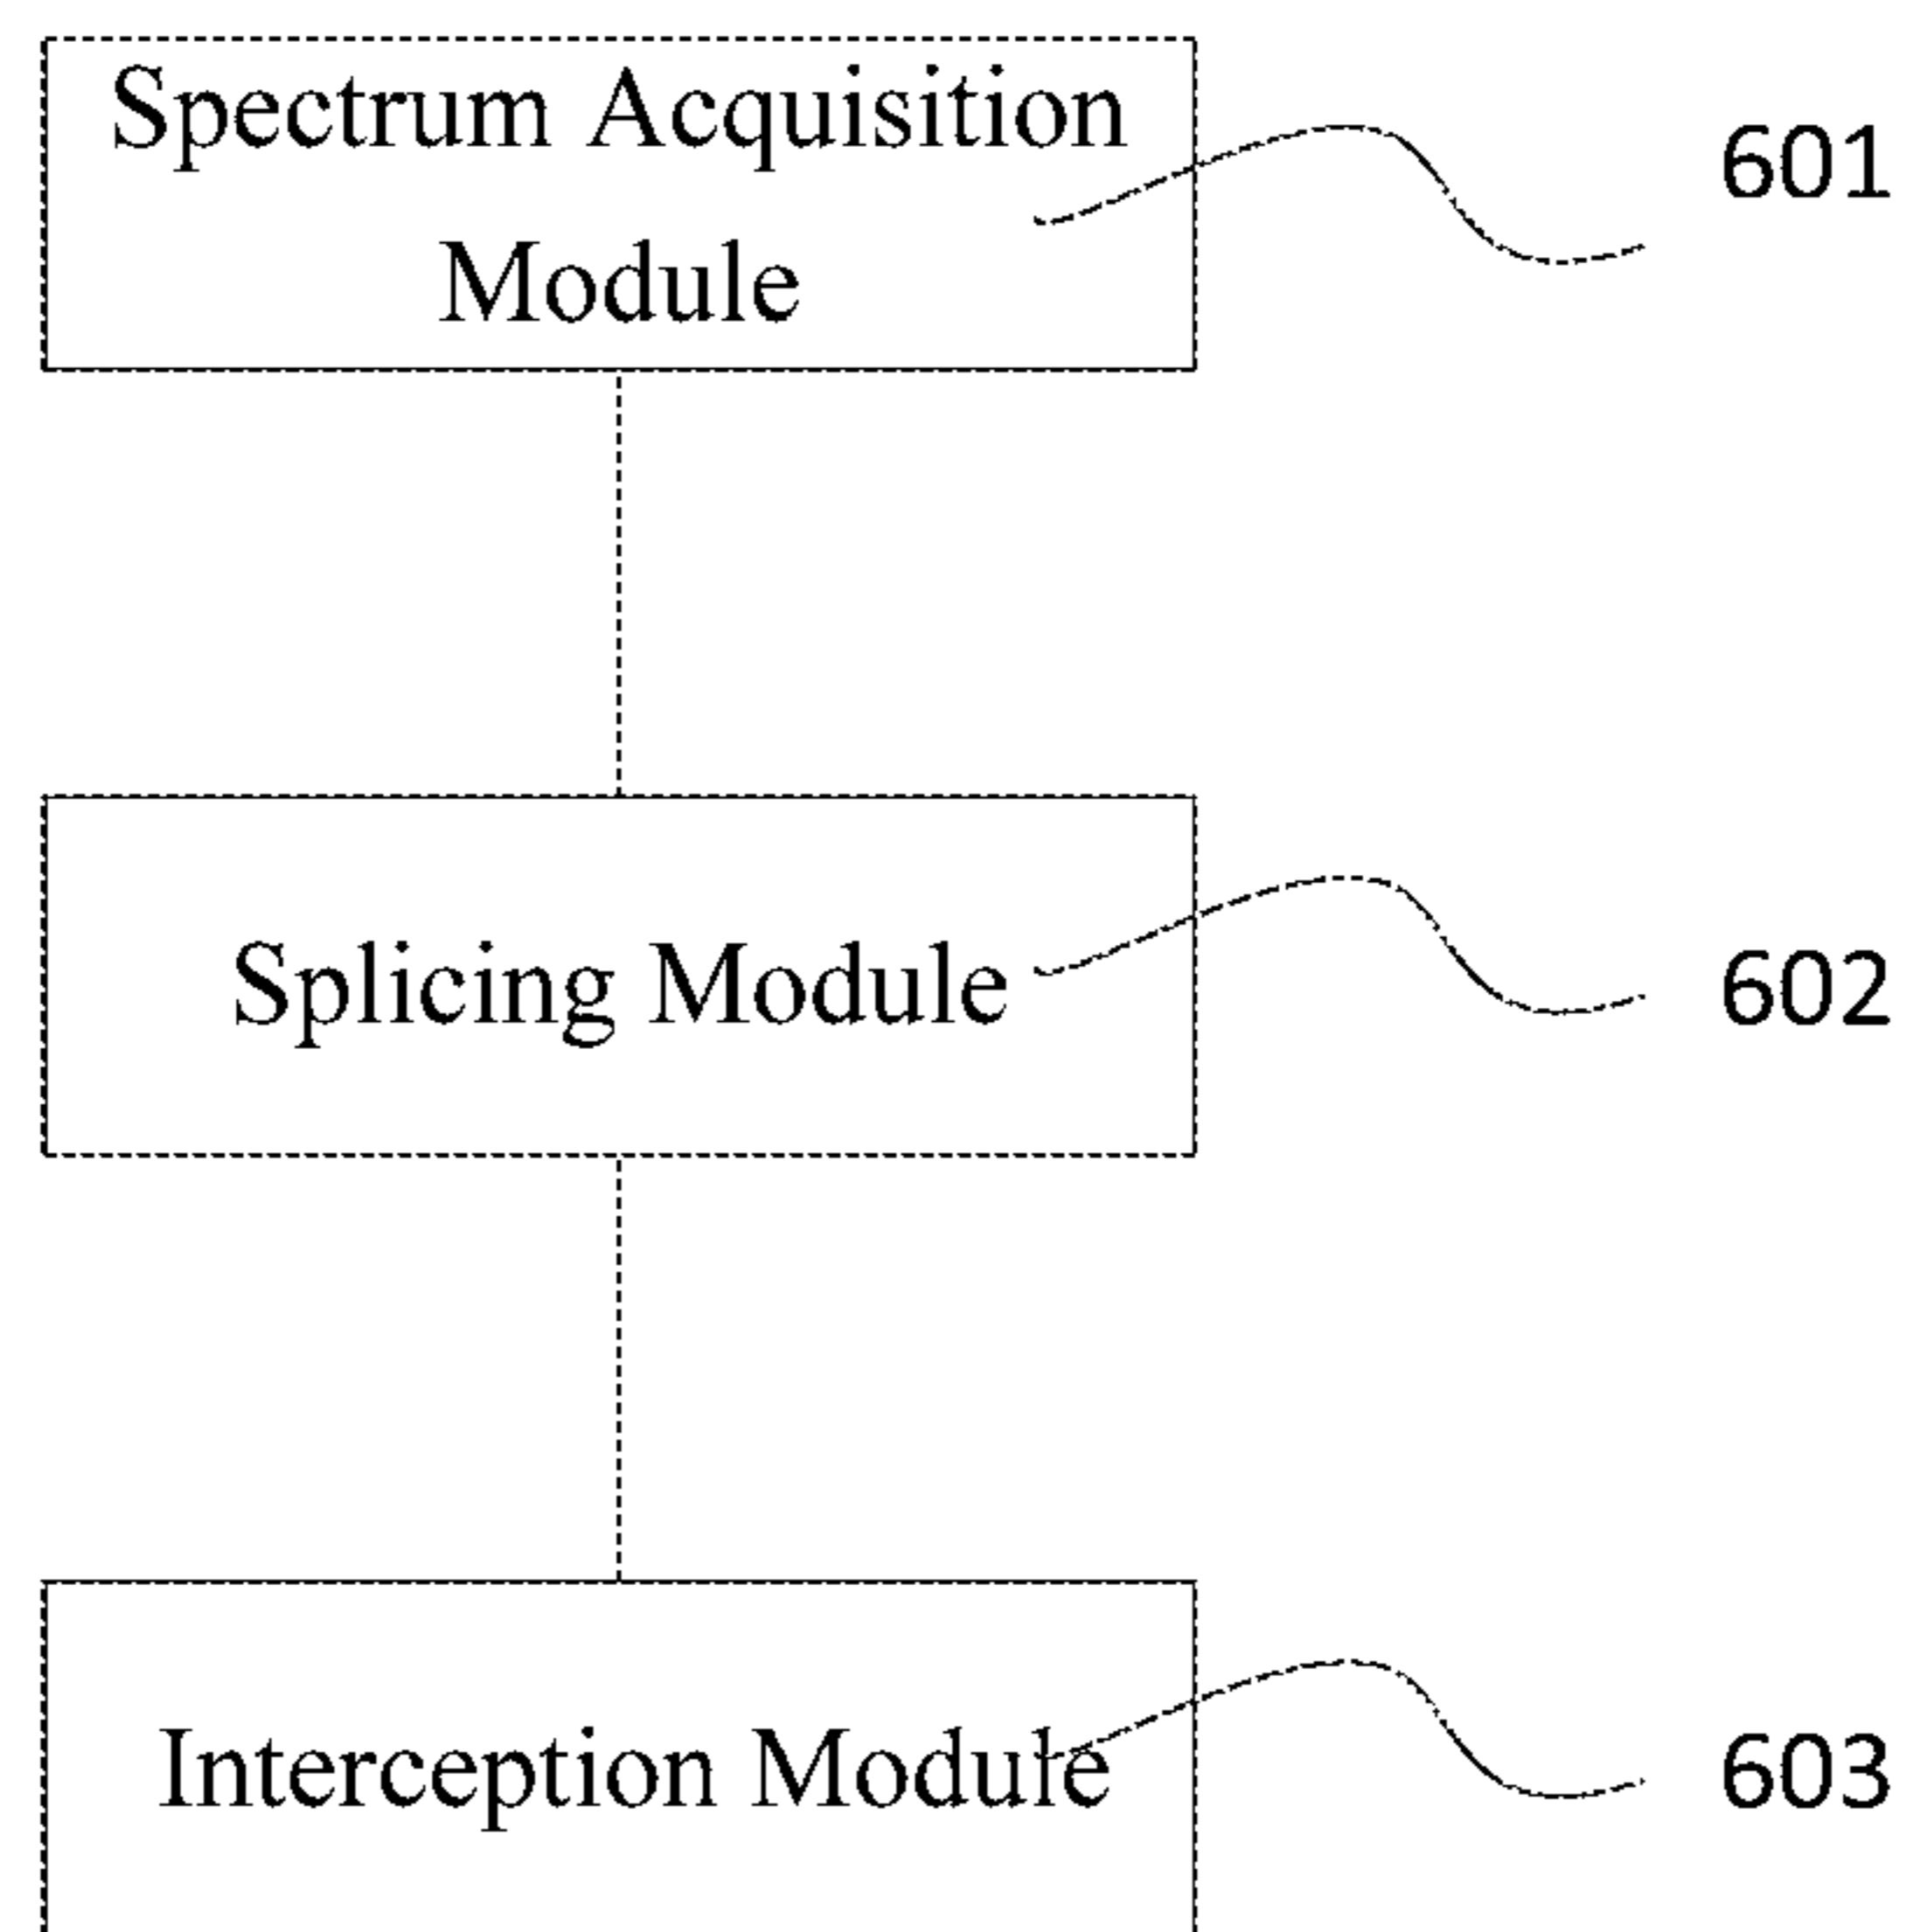 Spectrum Acquisition
Module
601
Splicing Module
602
Interception Module
603